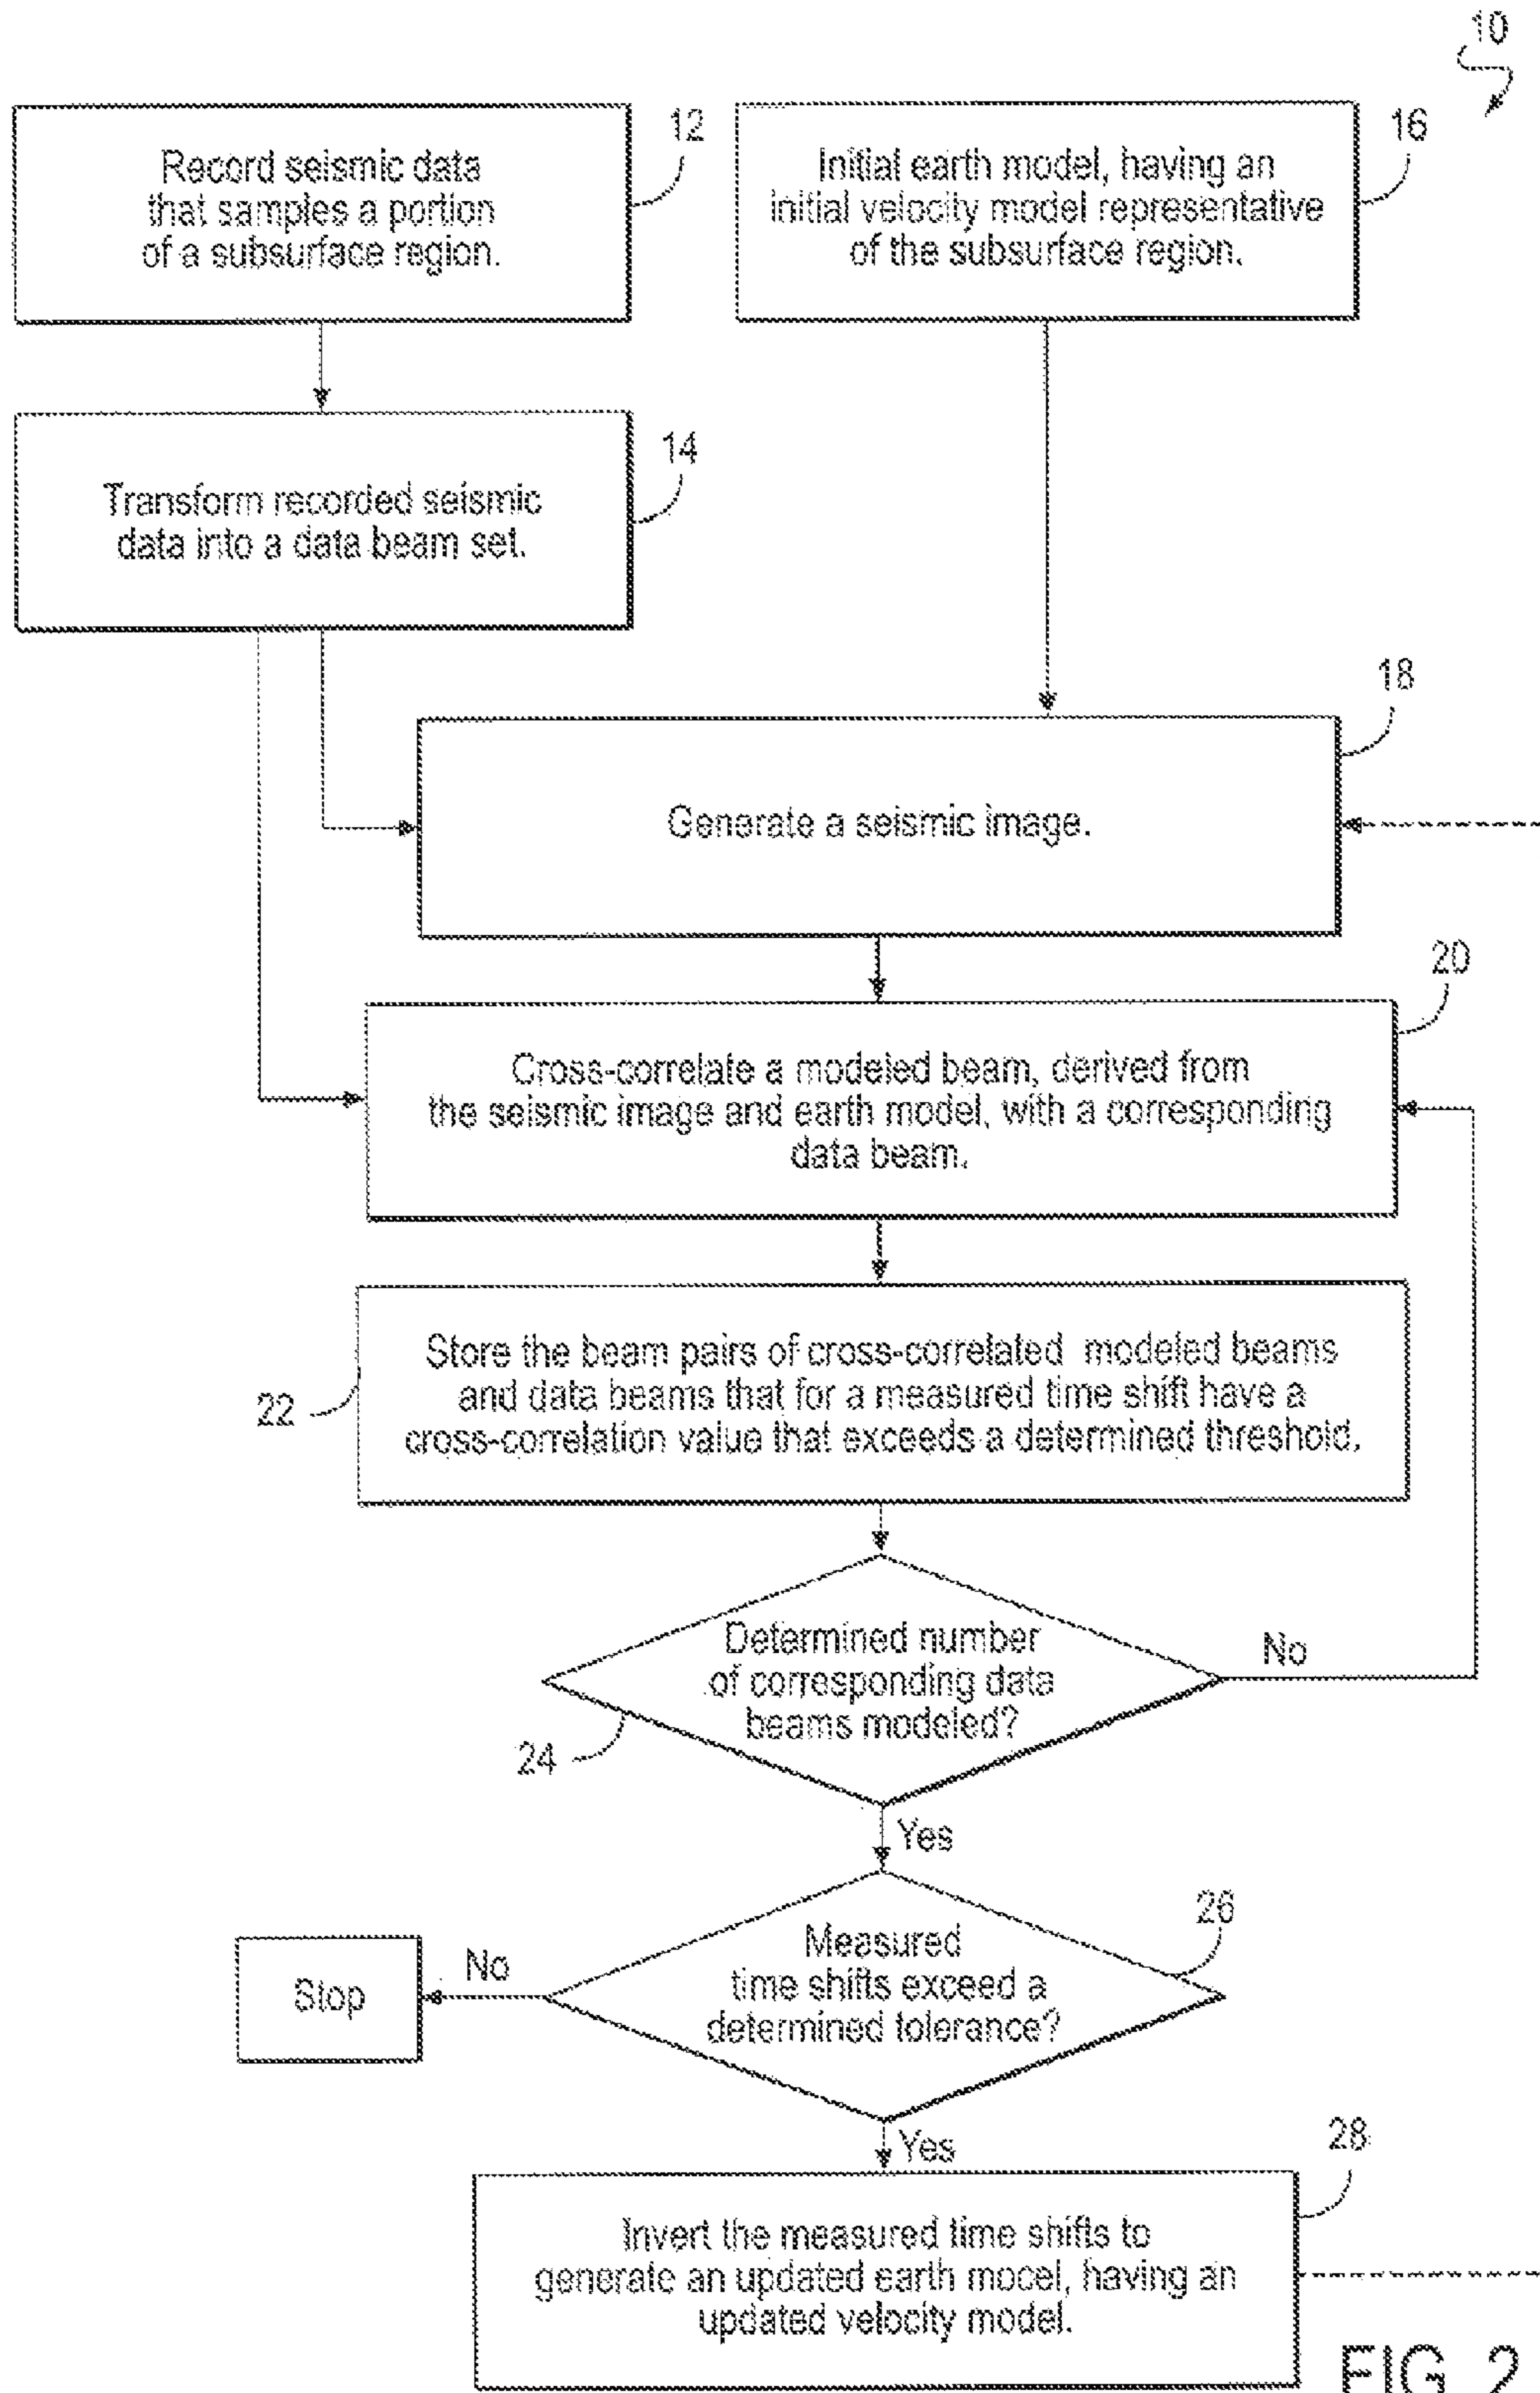 10
12
Record seismic data
that samples a portion
of a subsurface region.
16
Initial earth model, having an
initial velocity model representative
of the subsurface region.
14
Transform recorded seismic
data into a data beam set.
18
Generate a seismic image.
20
Cross-correlate a modeled beam, derived from
the seismic image and earth model, with a corresponding
data beam.
22
Store the beam pairs of cross-correlated modeled beams
and data beams that for a measured time shift have a
cross-correlation value that exceeds a determined threshold.
24
Determined number
of corresponding data
beams modeled?
No
Yes
26
Measured
time shifts exceed a
determined tolerance?
No
Stop
Yes
28
Invert the measured time shifts to
generate an updated earth mocel, having an
updated velocity model.
FIG. 2